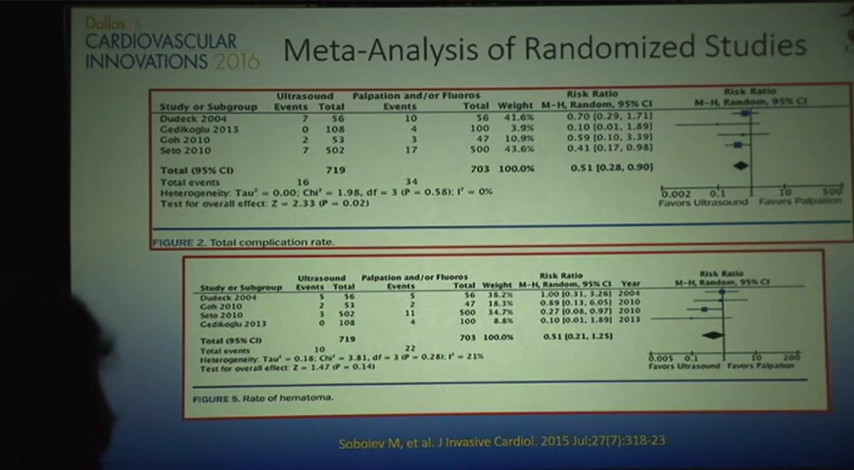 Dallas
CARDIOVASCULAR
INNOVATIONS 2016
Meta-Analysis of Randomized Studies
Ultrasound Palpation and/or Fluoros Risk Ratio Risk Ratio
Study or Subgroup Events Total Events Total Weight M-H, Random, 95% CI M-H, Random, 95% CI
Dudeck 2004 7 56 10 56 41.6% 0.70 [0.29, 1.71]
Gedikoglu 2013 0 108 4 100 3.9% 0.10 [0.01, 1.89]
Goh 2010 2 53 3 47 10.9% 0.59 [0.10, 3.39]
Seto 2010 7 502 17 500 43.6% 0.41 [0.17, 0.98]
Total (95% CI) 719 703 100.0% 0.51 [0.28, 0.90]
Total events 16 34
Heterogeneity: Tau² = 0.00; Chi² = 1.98, df = 3 (P = 0.58); I² = 0%
Test for overall effect: Z = 2.33 (P = 0.02)
0.002 0.1 1 10 500
Favors Ultrasound Favors Palpation
FIGURE 2. Total complication rate.
Ultrasound Palpation and/or Fluoros Risk Ratio Risk Ratio
Study or Subgroup Events Total Events Total Weight M-H, Random, 95% CI Year M-H, Random, 95% CI
Dudeck 2004 5 56 5 56 38.2% 1.00 [0.31, 3.26] 2004
Goh 2010 2 53 2 47 18.3% 0.89 [0.13, 6.05] 2010
Seto 2010 3 502 11 500 34.7% 0.27 [0.08, 0.97] 2010
Gedikoglu 2013 0 108 4 100 8.8% 0.10 [0.01, 1.89] 2013
Total (95% CI) 719 703 100.0% 0.51 [0.21, 1.25]
Total events 10 22
Heterogeneity: Tau² = 0.18; Chi² = 3.81, df = 3 (P = 0.28); I² = 21%
Test for overall effect: Z = 1.47 (P = 0.14)
0.005 0.1 1 10 200
Favors Ultrasound Favors Palpation
FIGURE 5. Rate of hematoma.
Sobolev M, et al. J Invasive Cardiol. 2015 Jul;27(7):318-23